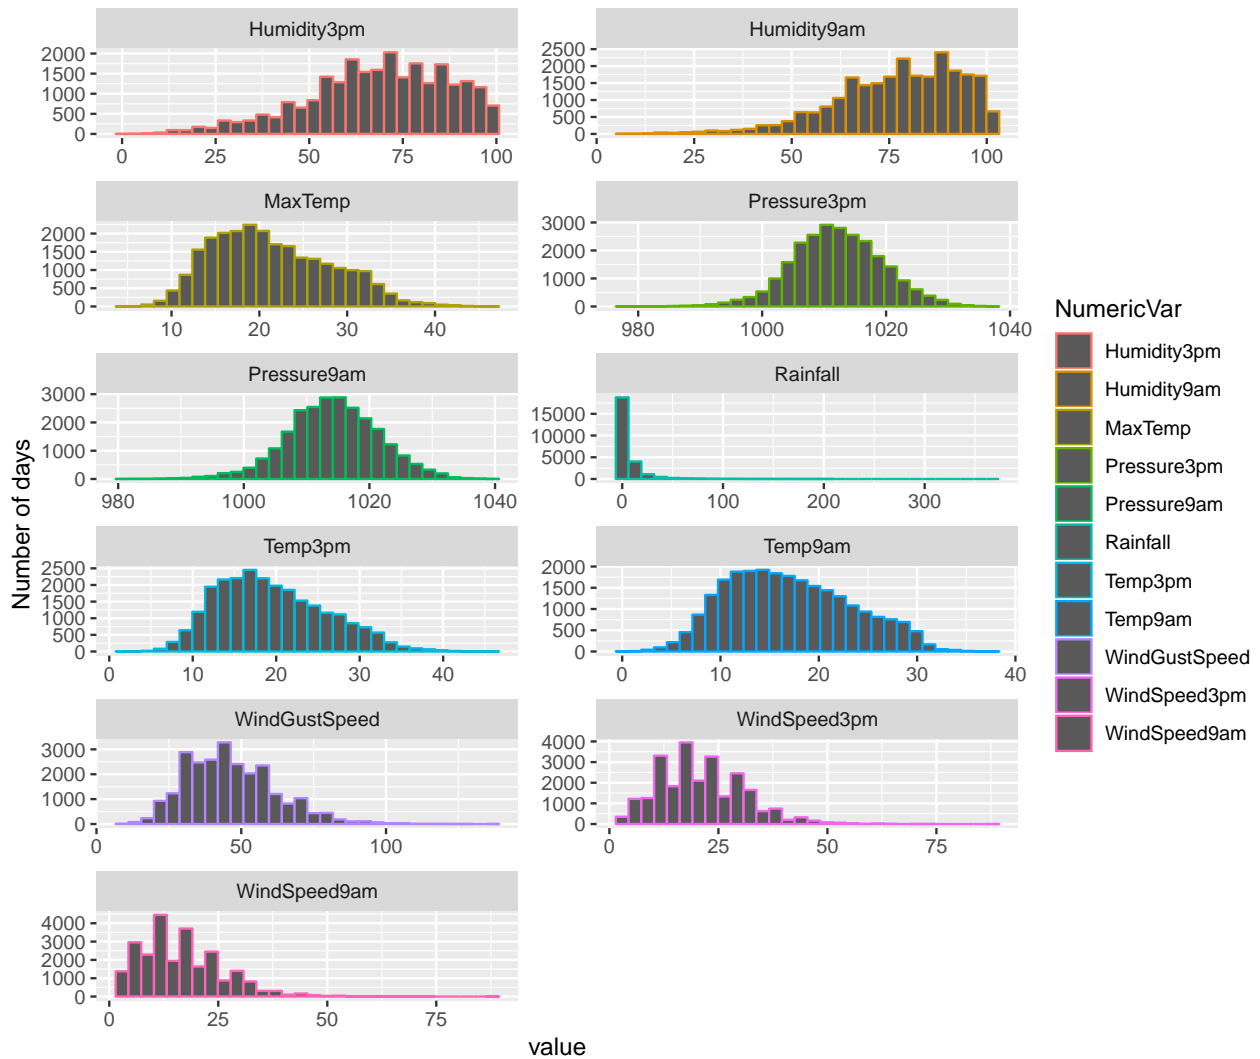 Humidity3pm
2000
1500
1000
500
0
0 25 50 75 100
Humidity9am
2500
2000
1500
1000
500
0
0 25 50 75 100
MaxTemp
2000
1500
1000
500
0
10 20 30 40
Pressure3pm
3000
2000
1000
0
980 1000 1020 1040
Pressure9am
3000
2000
1000
0
980 1000 1020 1040
Rainfall
15000
10000
5000
0
0 100 200 300
Temp3pm
2500
2000
1500
1000
500
0
0 10 20 30 40
Temp9am
2000
1500
1000
500
0
0 10 20 30 40
WindGustSpeed
3000
2000
1000
0
0 50 100
WindSpeed3pm
4000
3000
2000
1000
0
0 25 50 75
WindSpeed9am
4000
3000
2000
1000
0
0 25 50 75
Number of days
value
NumericVar
Humidity3pm
Humidity9am
MaxTemp
Pressure3pm
Pressure9am
Rainfall
Temp3pm
Temp9am
WindGustSpeed
WindSpeed3pm
WindSpeed9am